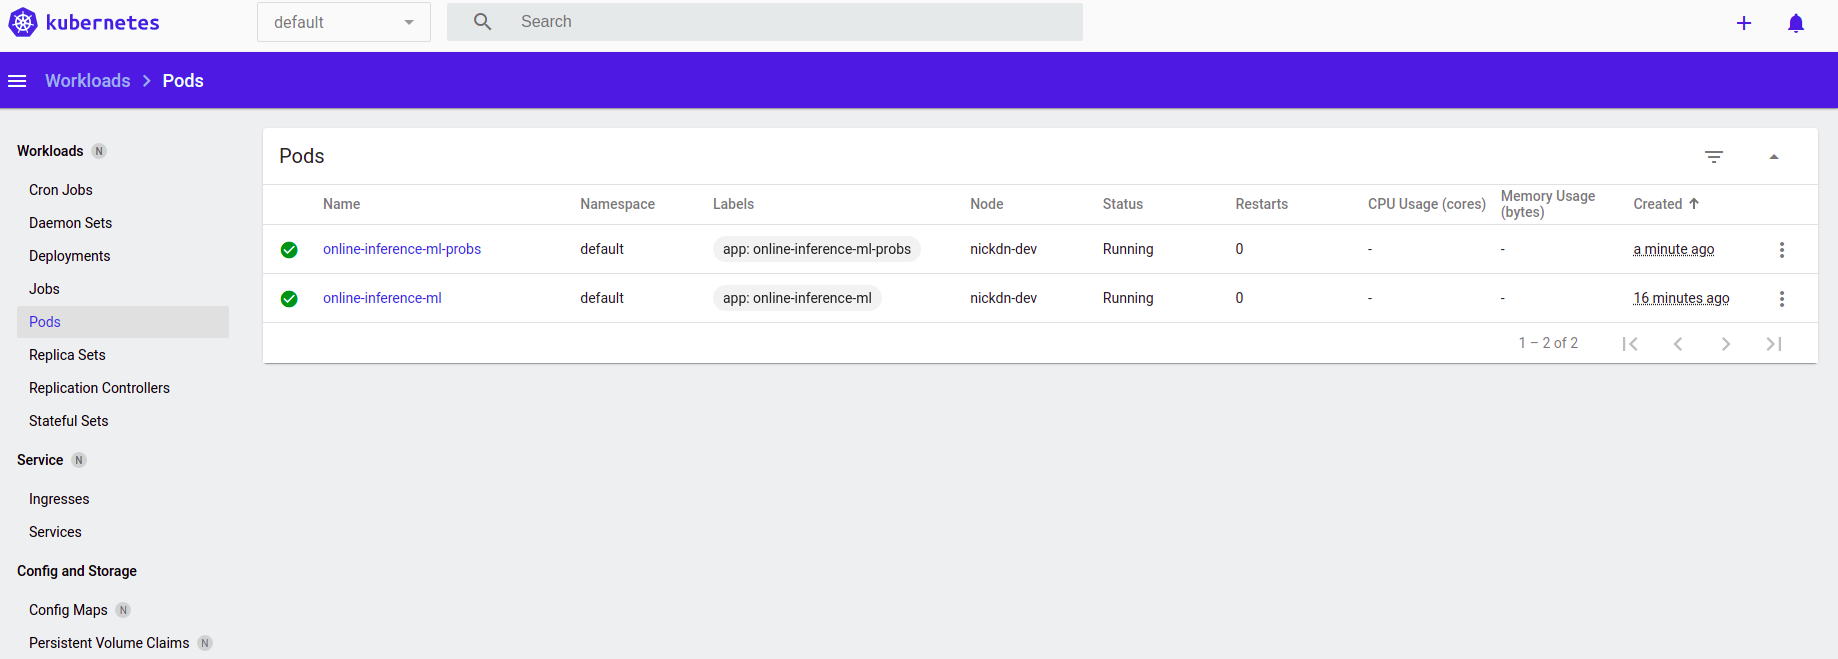 kubernetes
default
Search
Workloads > Pods
Workloads N
Cron Jobs
Daemon Sets
Deployments
Jobs
Pods
Replica Sets
Replication Controllers
Stateful Sets
Service N
Ingresses
Services
Config and Storage
Config Maps N
Persistent Volume Claims N
Pods
Name Namespace Labels Node Status Restarts CPU Usage (cores) Memory Usage (bytes) Created
online-inference-ml-probs default app: online-inference-ml-probs nickdn-dev Running 0 - - a minute ago
online-inference-ml default app: online-inference-ml nickdn-dev Running 0 - - 16 minutes ago
1 – 2 of 2